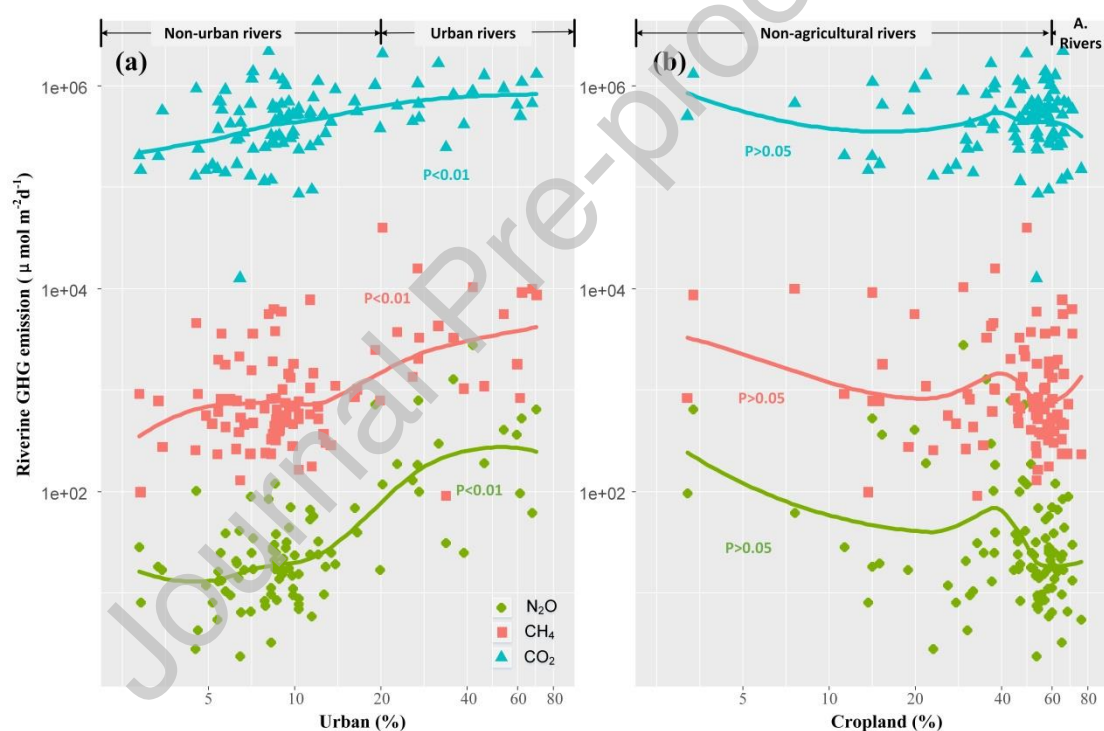 Non-urban rivers
Urban rivers
Non-agricultural rivers
A.
Rivers
(a)
(b)
1e+06
1e+04
1e+02
Riverine GHG emission ( μ mol m⁻²d⁻¹)
P<0.01
P<0.01
P<0.01
P>0.05
P>0.05
P>0.05
N₂O
CH₄
CO₂
5 10 20 40 60
Urban (%)
5 10 20 40 60 80
Cropland (%)
Journal Pre-proo